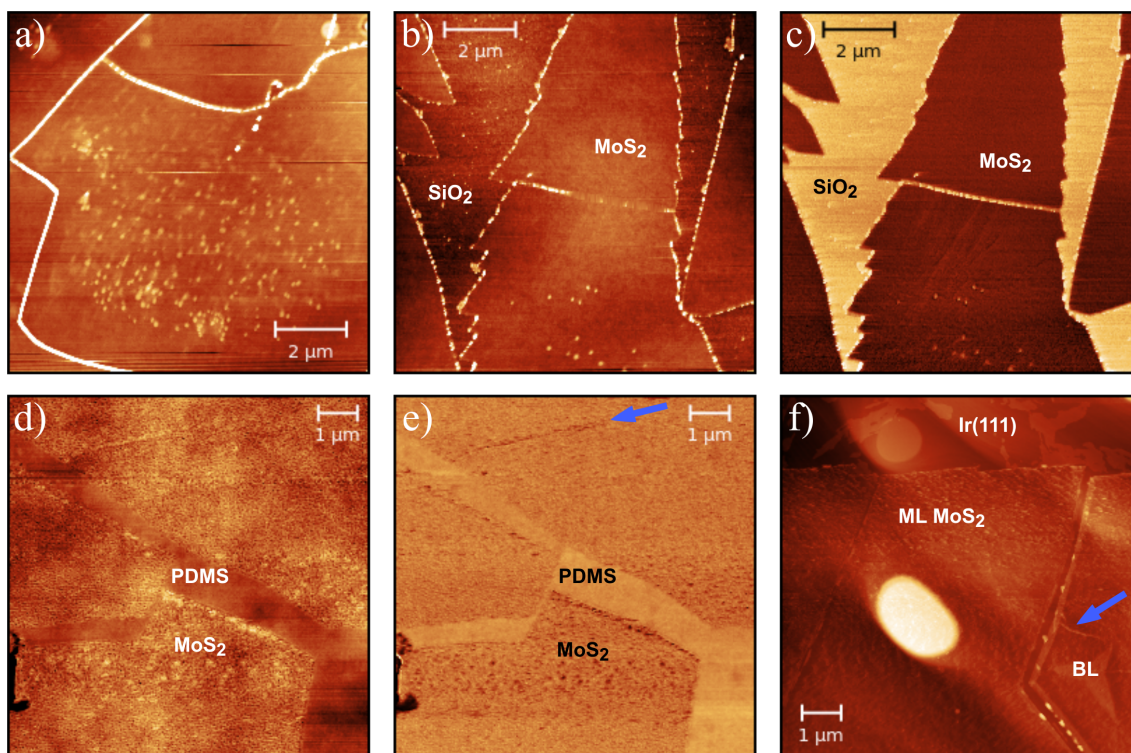 a)
2 μm
b)
2 μm
MoS2
SiO2
c)
2 μm
MoS2
SiO2
d)
1 μm
PDMS
MoS2
e)
1 μm
PDMS
MoS2
f)
Ir(111)
ML MoS2
BL
1 μm